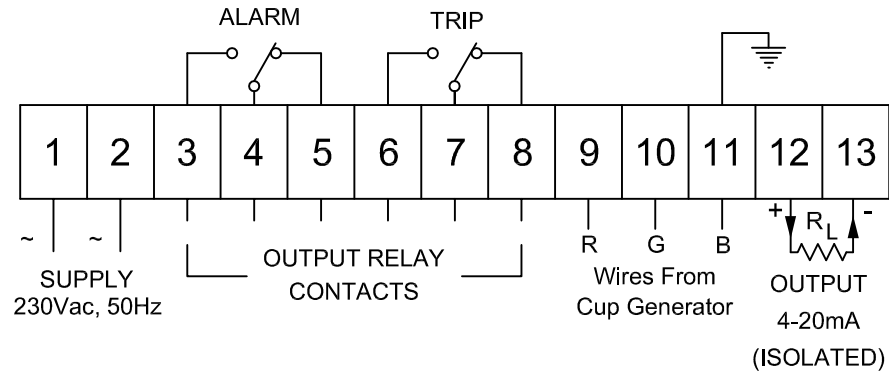 ALARM
TRIP
1 2 3 4 5 6 7 8 9 10 11 12 13
~ ~
R G B
+ RL -
SUPPLY
230Vac, 50Hz
OUTPUT RELAY
CONTACTS
Wires From
Cup Generator
OUTPUT
4-20mA
(ISOLATED)